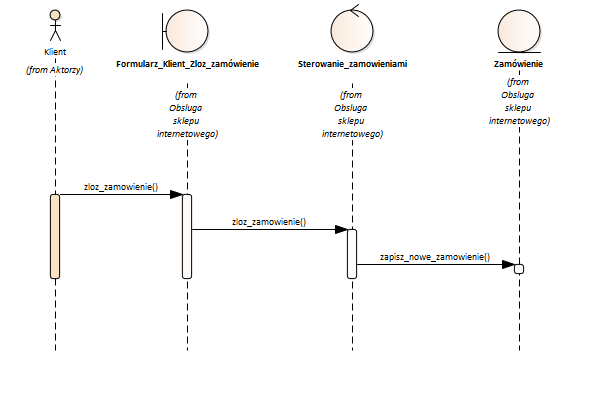 Klient
(from Aktorzy)
Formularz_Klient_Zloz_zamówienie
(from
Obsluga
sklepu
internetowego)
Sterowanie_zamowieniami
(from
Obsluga
sklepu
internetowego)
Zamówienie
(from
Obsluga
sklepu
internetowego)
zloz_zamowienie()
zloz_zamowienie()
zapisz_nowe_zamowienie()